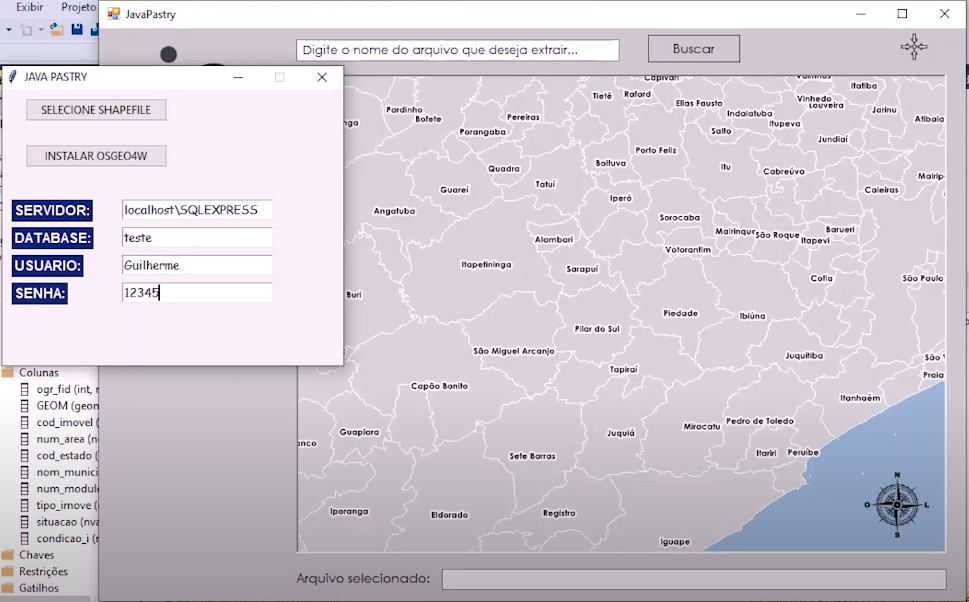 Exibir Projeto
JavaPastry
Digite o nome do arquivo que deseja extrair...
Buscar
JAVA PASTRY
SELECIONE SHAPEFILE
INSTALAR OSGEO4W
SERVIDOR: localhost\SQLEXPRESS
DATABASE: teste
USUARIO: Guilherme
SENHA: 12345
Colunas
ogr_fid (int, r
GEOM (geon
cod_imovel
num_area (n
cod_estado (
nom_munici
num_module
tipo_imove (
situacao (nva
condicao_i (r
Chaves
Restrições
Gatilhos
Capivari
Itatiba
Tietê
Rafard
Elias Fausto
Vinhedo
Louveira
Jarinu
Pardinho
Bofete
Pereiras
Indaiatuba
Itupeva
Atibaia
Porangaba
Salto
Jundiaí
Porto Feliz
Quadra
Boituva
Itu
Cabreúva
Mairip
Guareí
Tatuí
Iperó
Caieiras
Angatuba
Sorocaba
Mairinque
São Roque
Barueri
Itapevi
Alambari
Votorantim
Itapetininga
Sarapuí
Cotia
São Paulo
Buri
Piedade
Ibiúna
Pilar do Sul
São Miguel Arcanjo
Juquitiba
São V
Tapiraí
Praia
Capão Bonito
Itanhaém
Guapiara
Juquiá
Miracatu
Pedro de Toledo
anco
Sete Barras
Itariri
Peruíbe
Iporanga
Eldorado
Registro
Iguape
N
O
L
S
Arquivo selecionado: